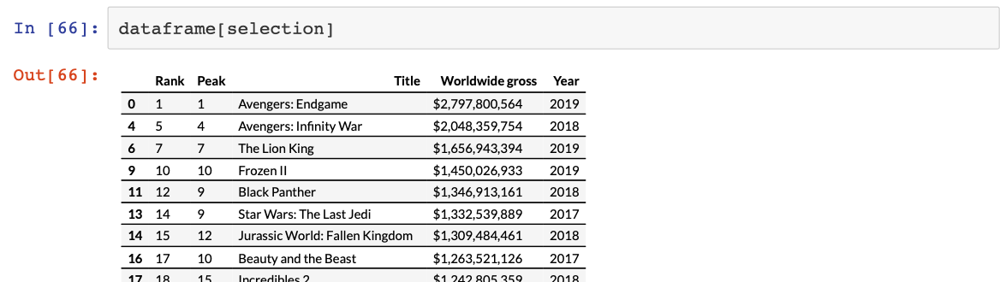 In [66]: dataframe[selection]
Out[66]:
Rank Peak Title Worldwide gross Year
0 1 1 Avengers: Endgame $2,797,800,564 2019
4 5 4 Avengers: Infinity War $2,048,359,754 2018
6 7 7 The Lion King $1,656,943,394 2019
9 10 10 Frozen II $1,450,026,933 2019
11 12 9 Black Panther $1,346,913,161 2018
13 14 9 Star Wars: The Last Jedi $1,332,539,889 2017
14 15 12 Jurassic World: Fallen Kingdom $1,309,484,461 2018
16 17 10 Beauty and the Beast $1,263,521,126 2017
17 18 15 Incredibles 2 $1,242,805,359 2018